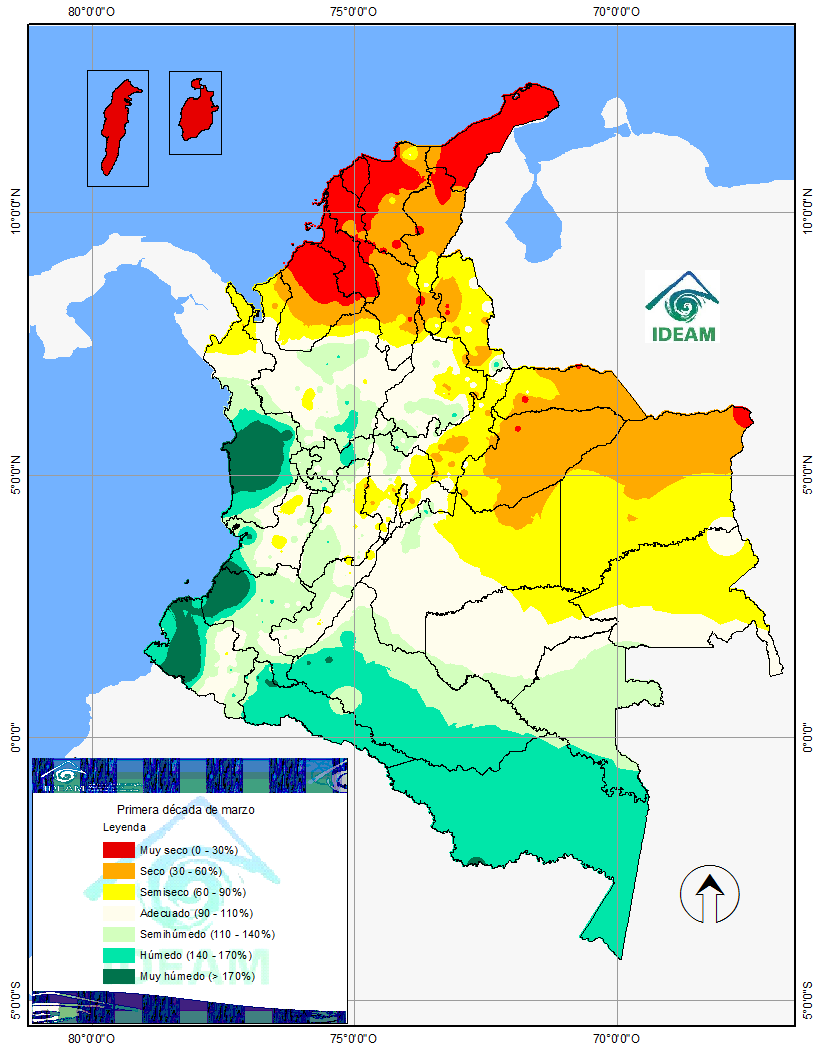 80°0'0"O 75°0'0"O 70°0'0"O
10°0'0"N 10°0'0"N
IDEAM
5°0'0"N 5°0'0"N
0°0'0" 0°0'0"
IDEAM
Primera década de marzo
Leyenda
Muy seco (0 - 30%)
Seco (30 - 60%)
Semiseco (60 - 90%)
Adecuado (90 - 110%)
Semihúmedo (110 - 140%)
Húmedo (140 - 170%)
Muy húmedo (> 170%)
IDEAM
5°0'0"S 5°0'0"S
80°0'0"O 75°0'0"O 70°0'0"O